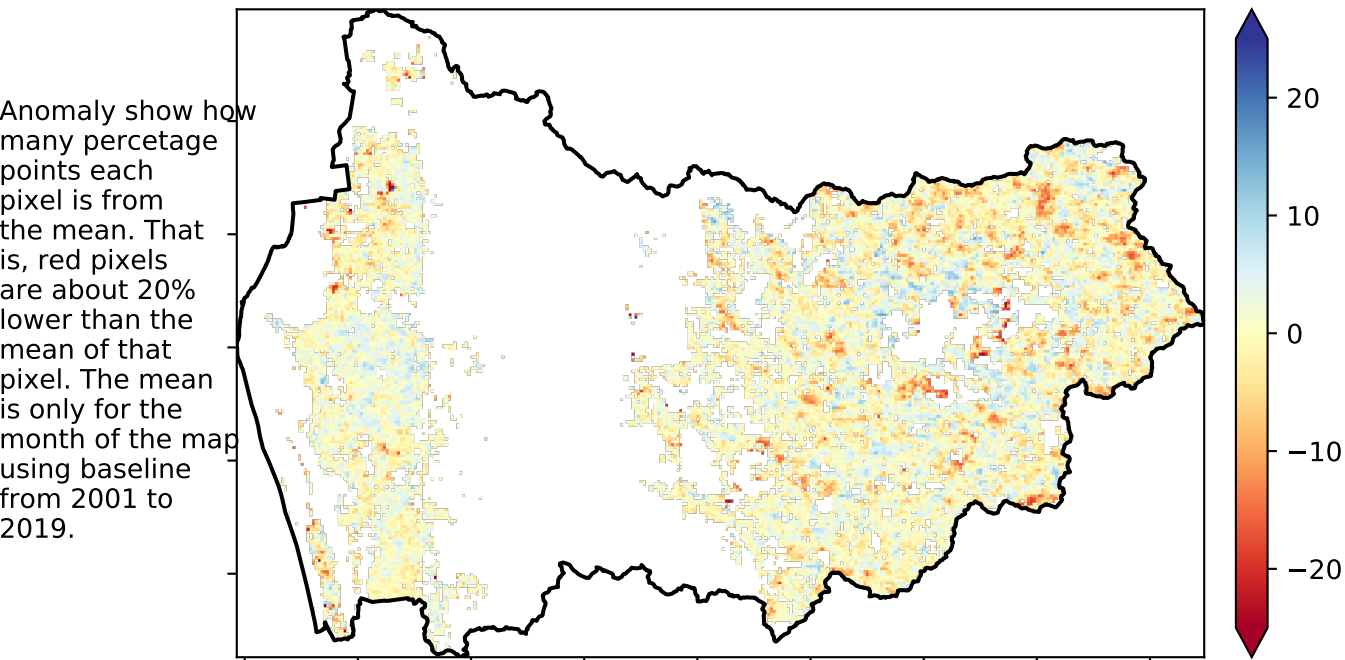 Anomaly show how
many percetage
points each
pixel is from
the mean. That
is, red pixels
are about 20%
lower than the
mean of that
pixel. The mean
is only for the
month of the map
using baseline
from 2001 to
2019.
20
10
0
−10
−20